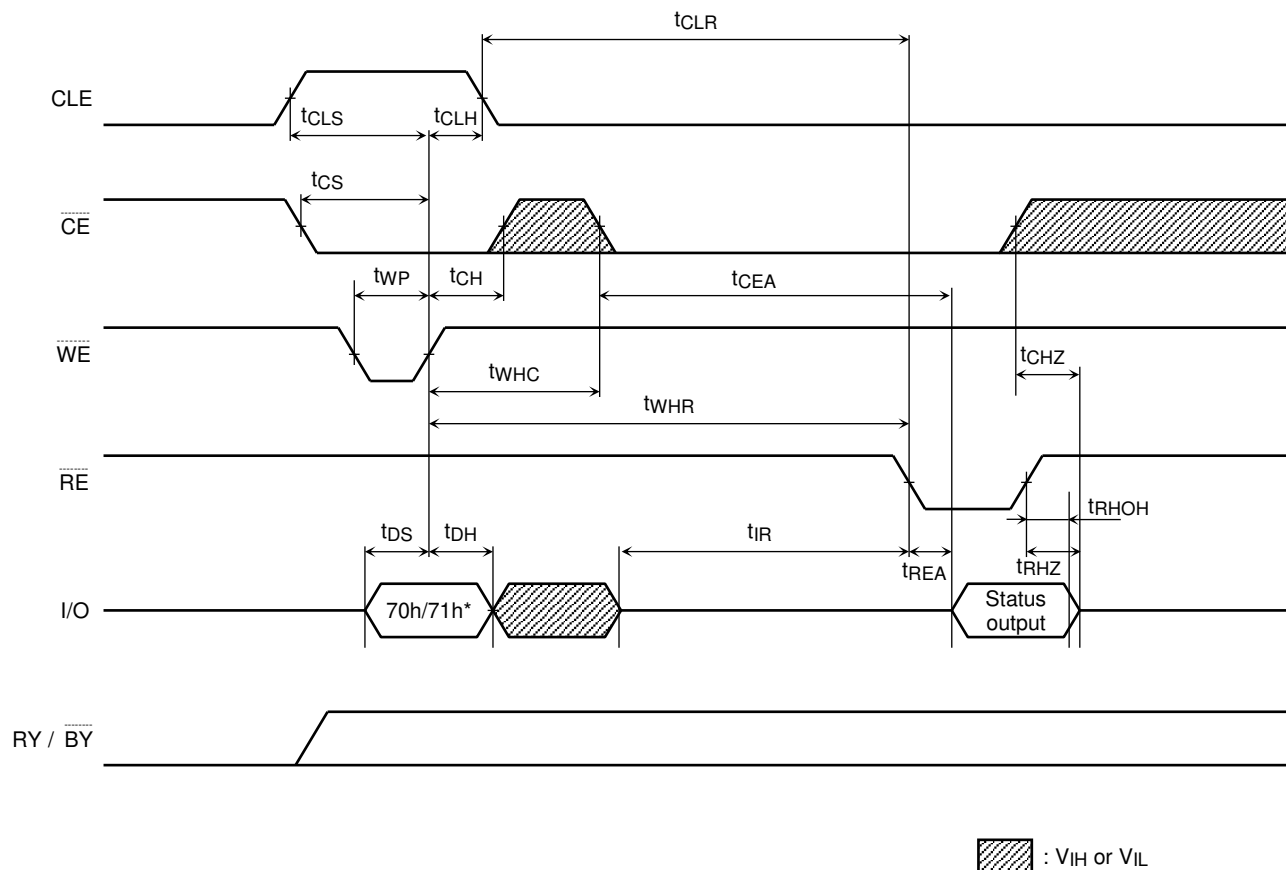 tCLR
CLE
tCLS
tCLH
tCS
CE
tWP
tCH
tCEA
WE
tCHZ
tWHC
tWHR
RE
tRHOH
tDS
tDH
tIR
tREA
tRHZ
I/O
70h/71h*
Status
output
RY / BY
: VIH or VIL